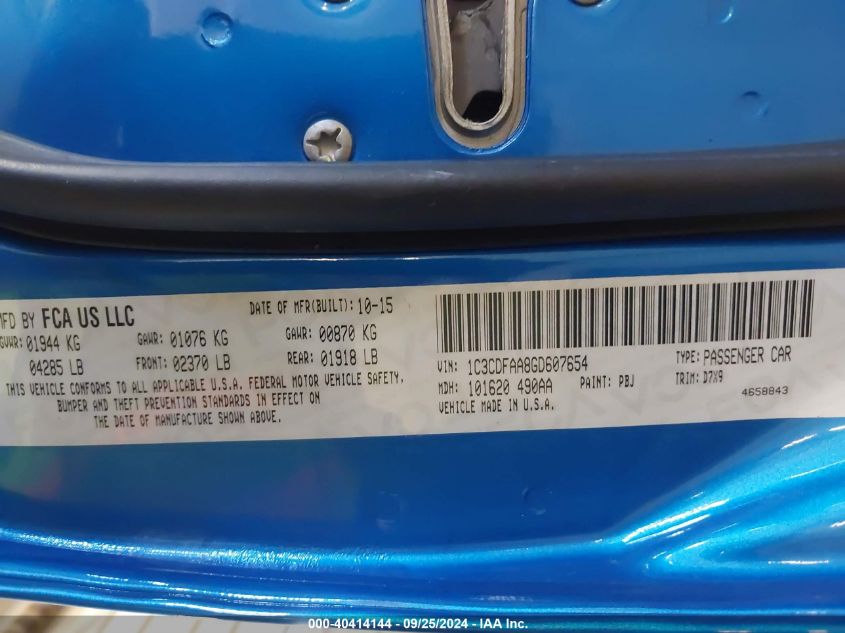 MFD BY FCA US LLC
DATE OF MFR(BUILT): 10-15
GVWR: 01944 KG
GAWR: 01076 KG
GAWR: 00870 KG
04285 LB
FRONT: 02370 LB
REAR: 01918 LB
THIS VEHICLE CONFORMS TO ALL APPLICABLE U.S.A. FEDERAL MOTOR VEHICLE SAFETY,
BUMPER AND THEFT PREVENTION STANDARDS IN EFFECT ON
THE DATE OF MANUFACTURE SHOWN ABOVE.
VIN: 1C3CDFAA8GD607654
TYPE: PASSENGER CAR
MDH: 101620 490AA
PAINT: PBJ
TRIM: D7X9
VEHICLE MADE IN U.S.A.
4658843
000-40414144 - 09/25/2024 - IAA Inc.